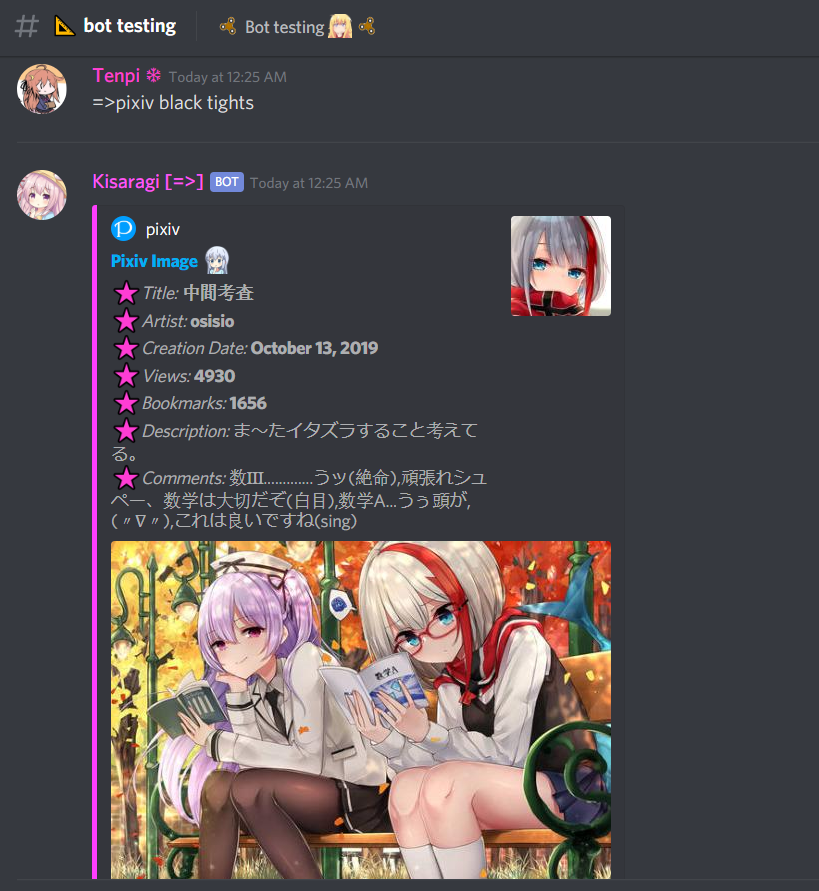 # bot testing Bot testing
Tenpi ❄ Today at 12:25 AM
=>pixiv black tights
Kisaragi [=>] BOT Today at 12:25 AM
pixiv
Pixiv Image
Title: 中間考査
Artist: osisio
Creation Date: October 13, 2019
Views: 4930
Bookmarks: 1656
Description: ま〜たイタズラすること考えて
る。
Comments: 数Ⅲ............うッ(絶命),頑張れシュ
ペー、数学は大切だぞ(白目),数学A...うぅ頭が,
(〃∇〃),これは良いですね(sing)
数学A